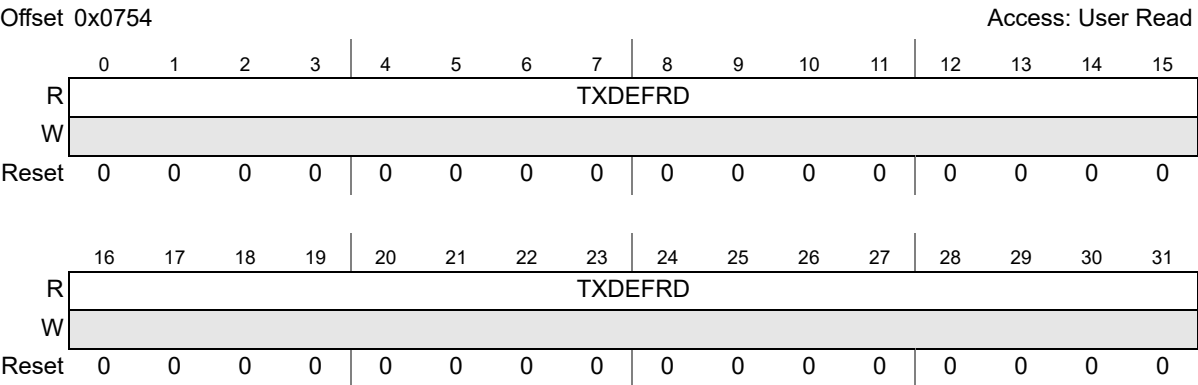 Offset 0x0754 Access: User Read
0 1 2 3 4 5 6 7 8 9 10 11 12 13 14 15
R TXDEFRD
W
Reset 0 0 0 0 0 0 0 0 0 0 0 0 0 0 0 0
16 17 18 19 20 21 22 23 24 25 26 27 28 29 30 31
R TXDEFRD
W
Reset 0 0 0 0 0 0 0 0 0 0 0 0 0 0 0 0